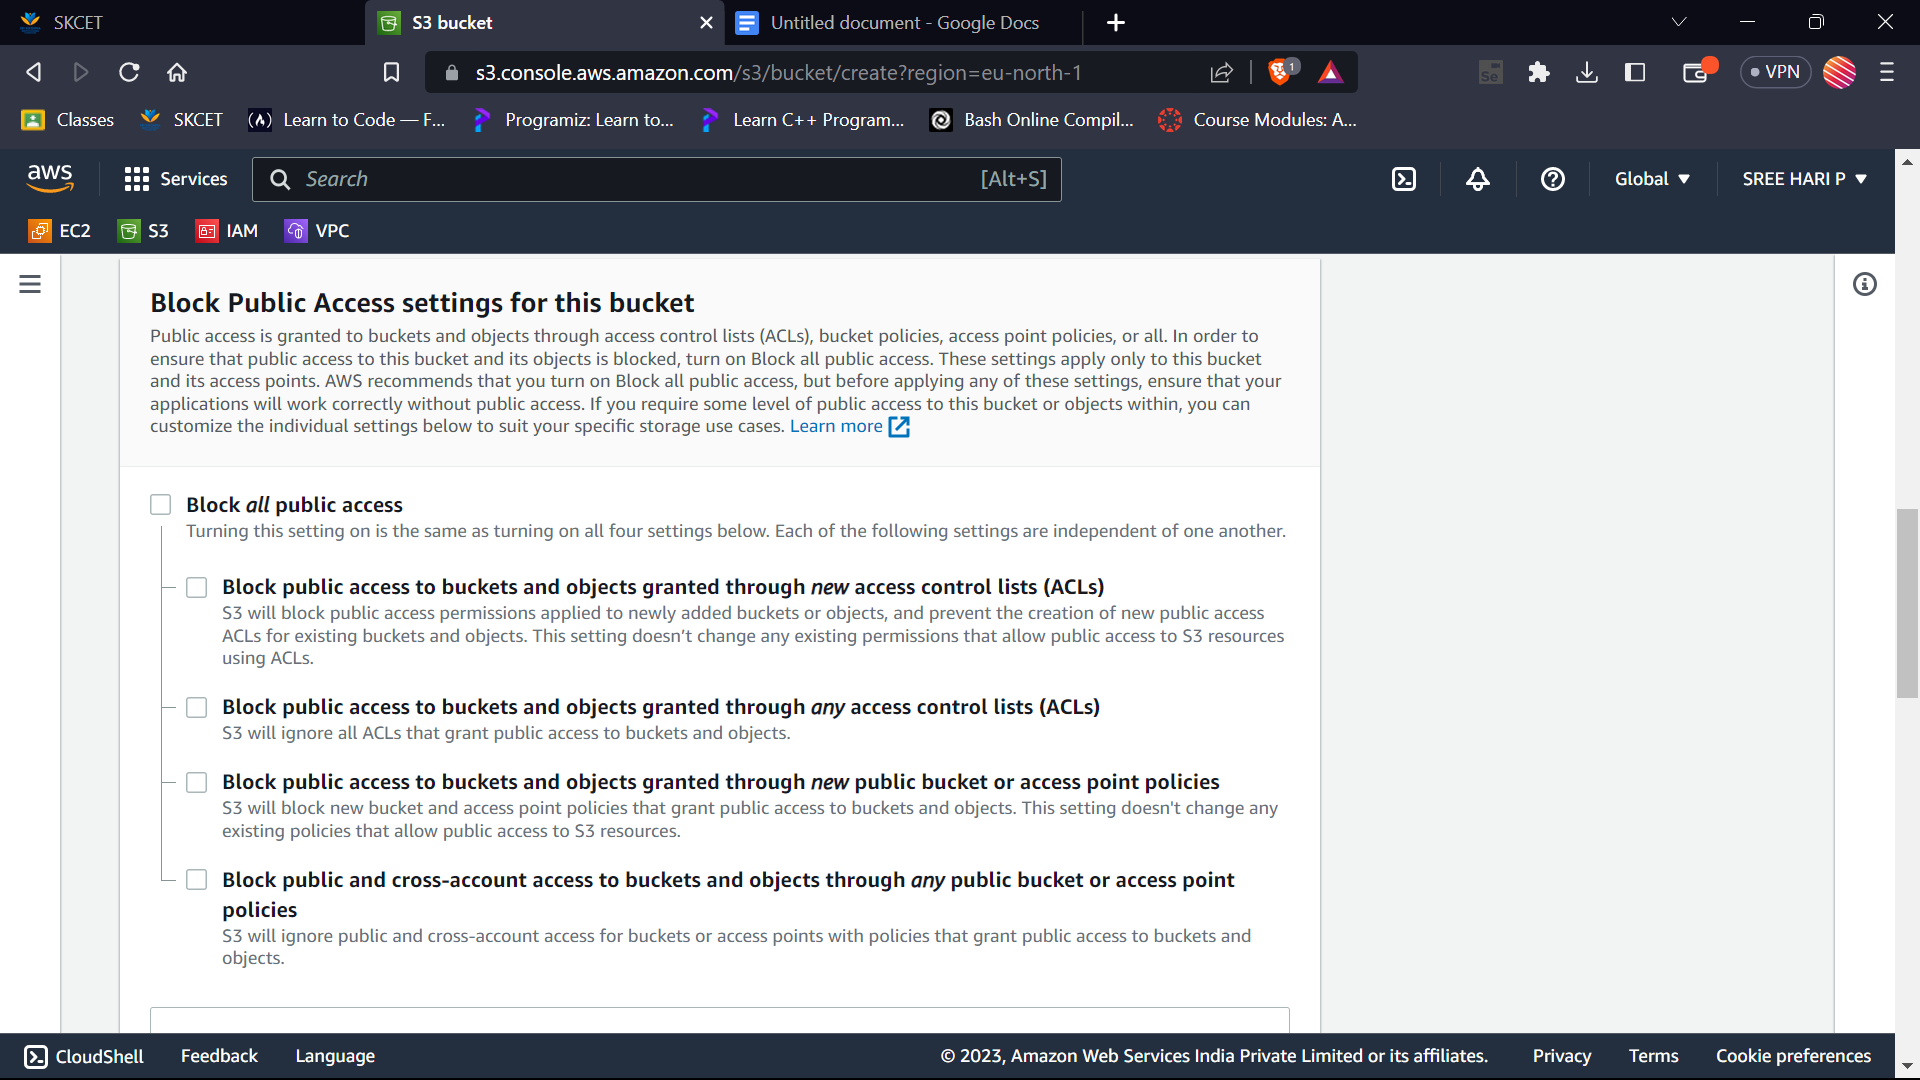 SKCET
S3 bucket
Untitled document - Google Docs
s3.console.aws.amazon.com/s3/bucket/create?region=eu-north-1
1
Se
VPN
Classes
SKCET
Learn to Code — F...
Programiz: Learn to...
Learn C++ Program...
Bash Online Compil...
Course Modules: A...
aws
Services
Search
[Alt+S]
Global
SREE HARI P
EC2
S3
IAM
VPC
Block Public Access settings for this bucket
Public access is granted to buckets and objects through access control lists (ACLs), bucket policies, access point policies, or all. In order to
ensure that public access to this bucket and its objects is blocked, turn on Block all public access. These settings apply only to this bucket
and its access points. AWS recommends that you turn on Block all public access, but before applying any of these settings, ensure that your
applications will work correctly without public access. If you require some level of public access to this bucket or objects within, you can
customize the individual settings below to suit your specific storage use cases. Learn more
Block all public access
Turning this setting on is the same as turning on all four settings below. Each of the following settings are independent of one another.
Block public access to buckets and objects granted through new access control lists (ACLs)
S3 will block public access permissions applied to newly added buckets or objects, and prevent the creation of new public access
ACLs for existing buckets and objects. This setting doesn’t change any existing permissions that allow public access to S3 resources
using ACLs.
Block public access to buckets and objects granted through any access control lists (ACLs)
S3 will ignore all ACLs that grant public access to buckets and objects.
Block public access to buckets and objects granted through new public bucket or access point policies
S3 will block new bucket and access point policies that grant public access to buckets and objects. This setting doesn't change any
existing policies that allow public access to S3 resources.
Block public and cross-account access to buckets and objects through any public bucket or access point
policies
S3 will ignore public and cross-account access for buckets or access points with policies that grant public access to buckets and
objects.
CloudShell
Feedback
Language
© 2023, Amazon Web Services India Private Limited or its affiliates.
Privacy
Terms
Cookie preferences